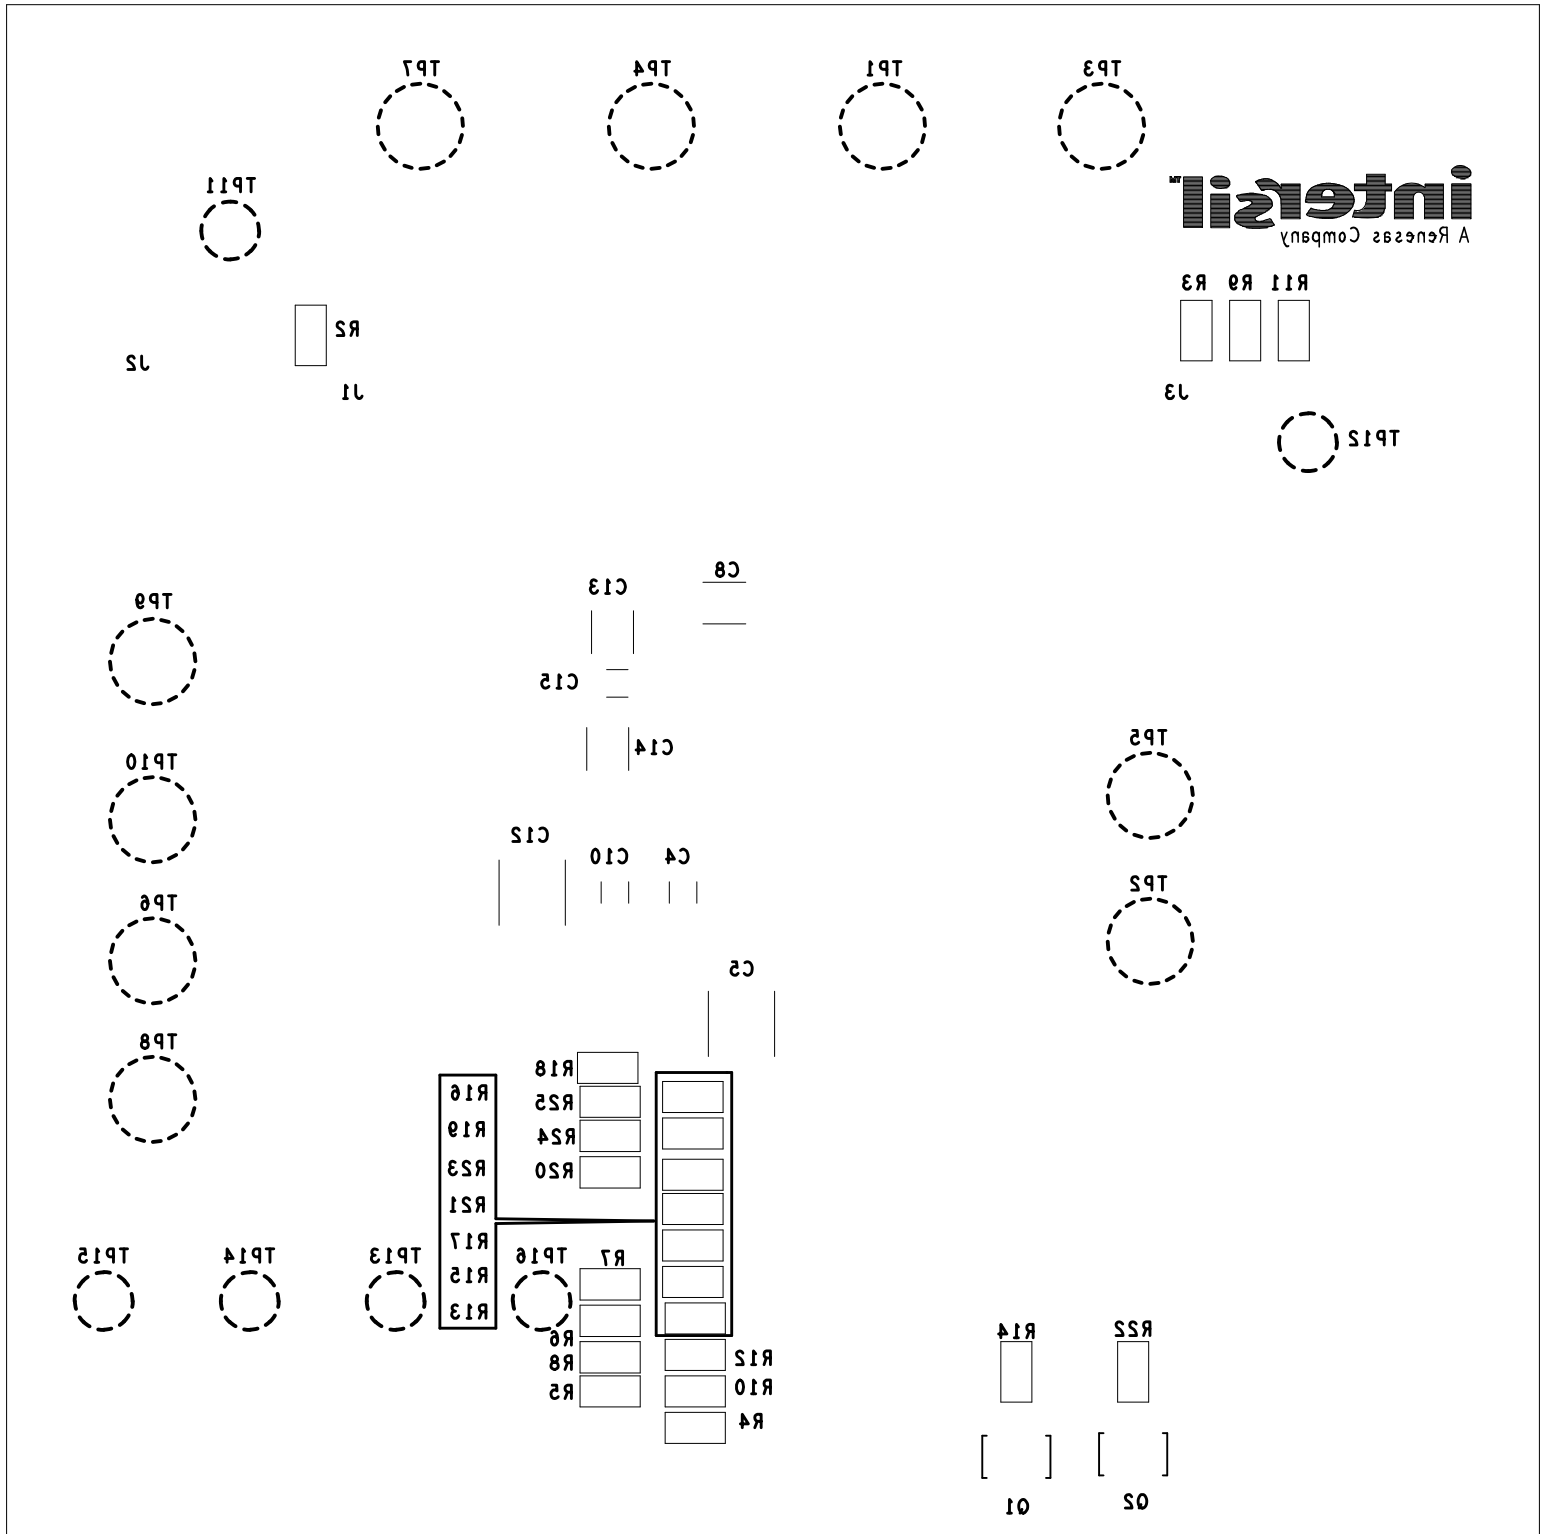 TP7 TP4 TP1 TP3
TP11
intersil™
A Renesas Company
R3 R9 R11
R2
J2
J1
J3
TP12
C8
C13
TP9
C15
TP5
C14
TP10
C12
C10 C4
TP2
TP6
C5
TP8
R18
R16
R25
R19
R24
R23
R20
R21
R17
TP15 TP14 TP13 TP16
R7
R15
R13
R14 R22
R6
R12
R8
R10
R5
R4
Q1 Q2